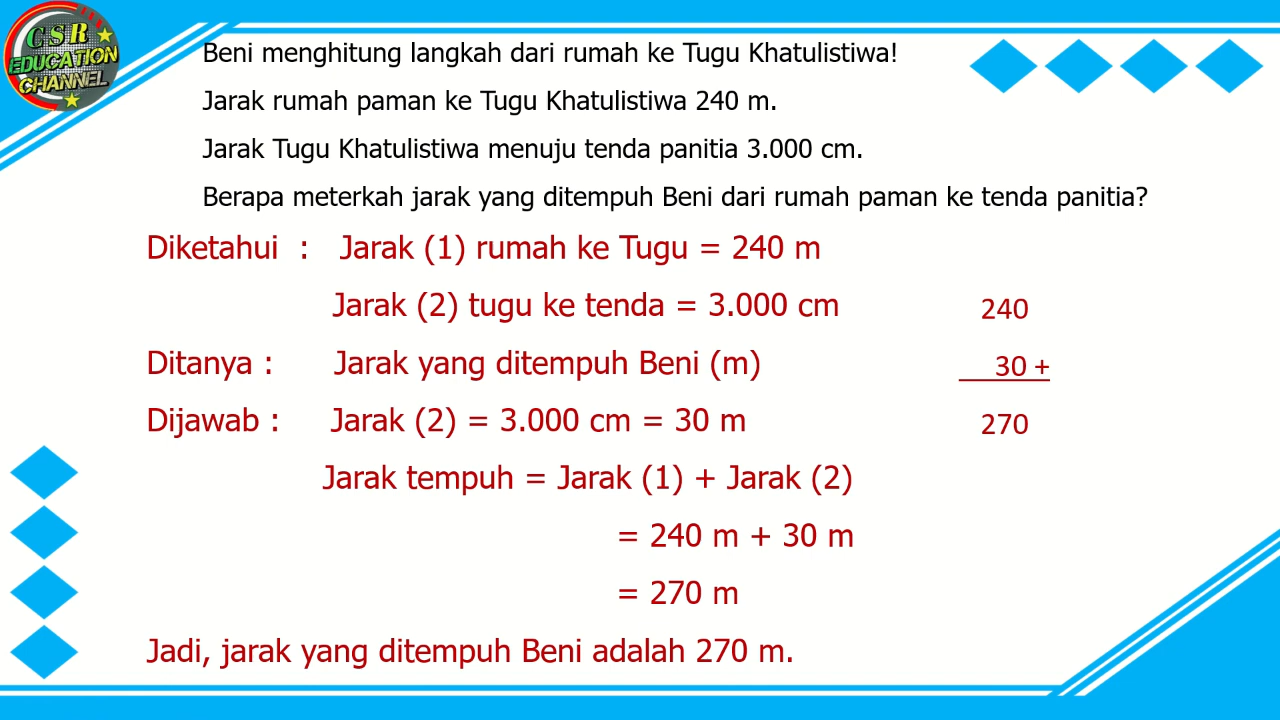 CSR
EDUCATION
CHANNEL
Beni menghitung langkah dari rumah ke Tugu Khatulistiwa!
Jarak rumah paman ke Tugu Khatulistiwa 240 m.
Jarak Tugu Khatulistiwa menuju tenda panitia 3.000 cm.
Berapa meterkah jarak yang ditempuh Beni dari rumah paman ke tenda panitia?
Diketahui : Jarak (1) rumah ke Tugu = 240 m
Jarak (2) tugu ke tenda = 3.000 cm
Ditanya : Jarak yang ditempuh Beni (m)
Dijawab : Jarak (2) = 3.000 cm = 30 m
Jarak tempuh = Jarak (1) + Jarak (2)
= 240 m + 30 m
= 270 m
Jadi, jarak yang ditempuh Beni adalah 270 m.
240
30 +
270